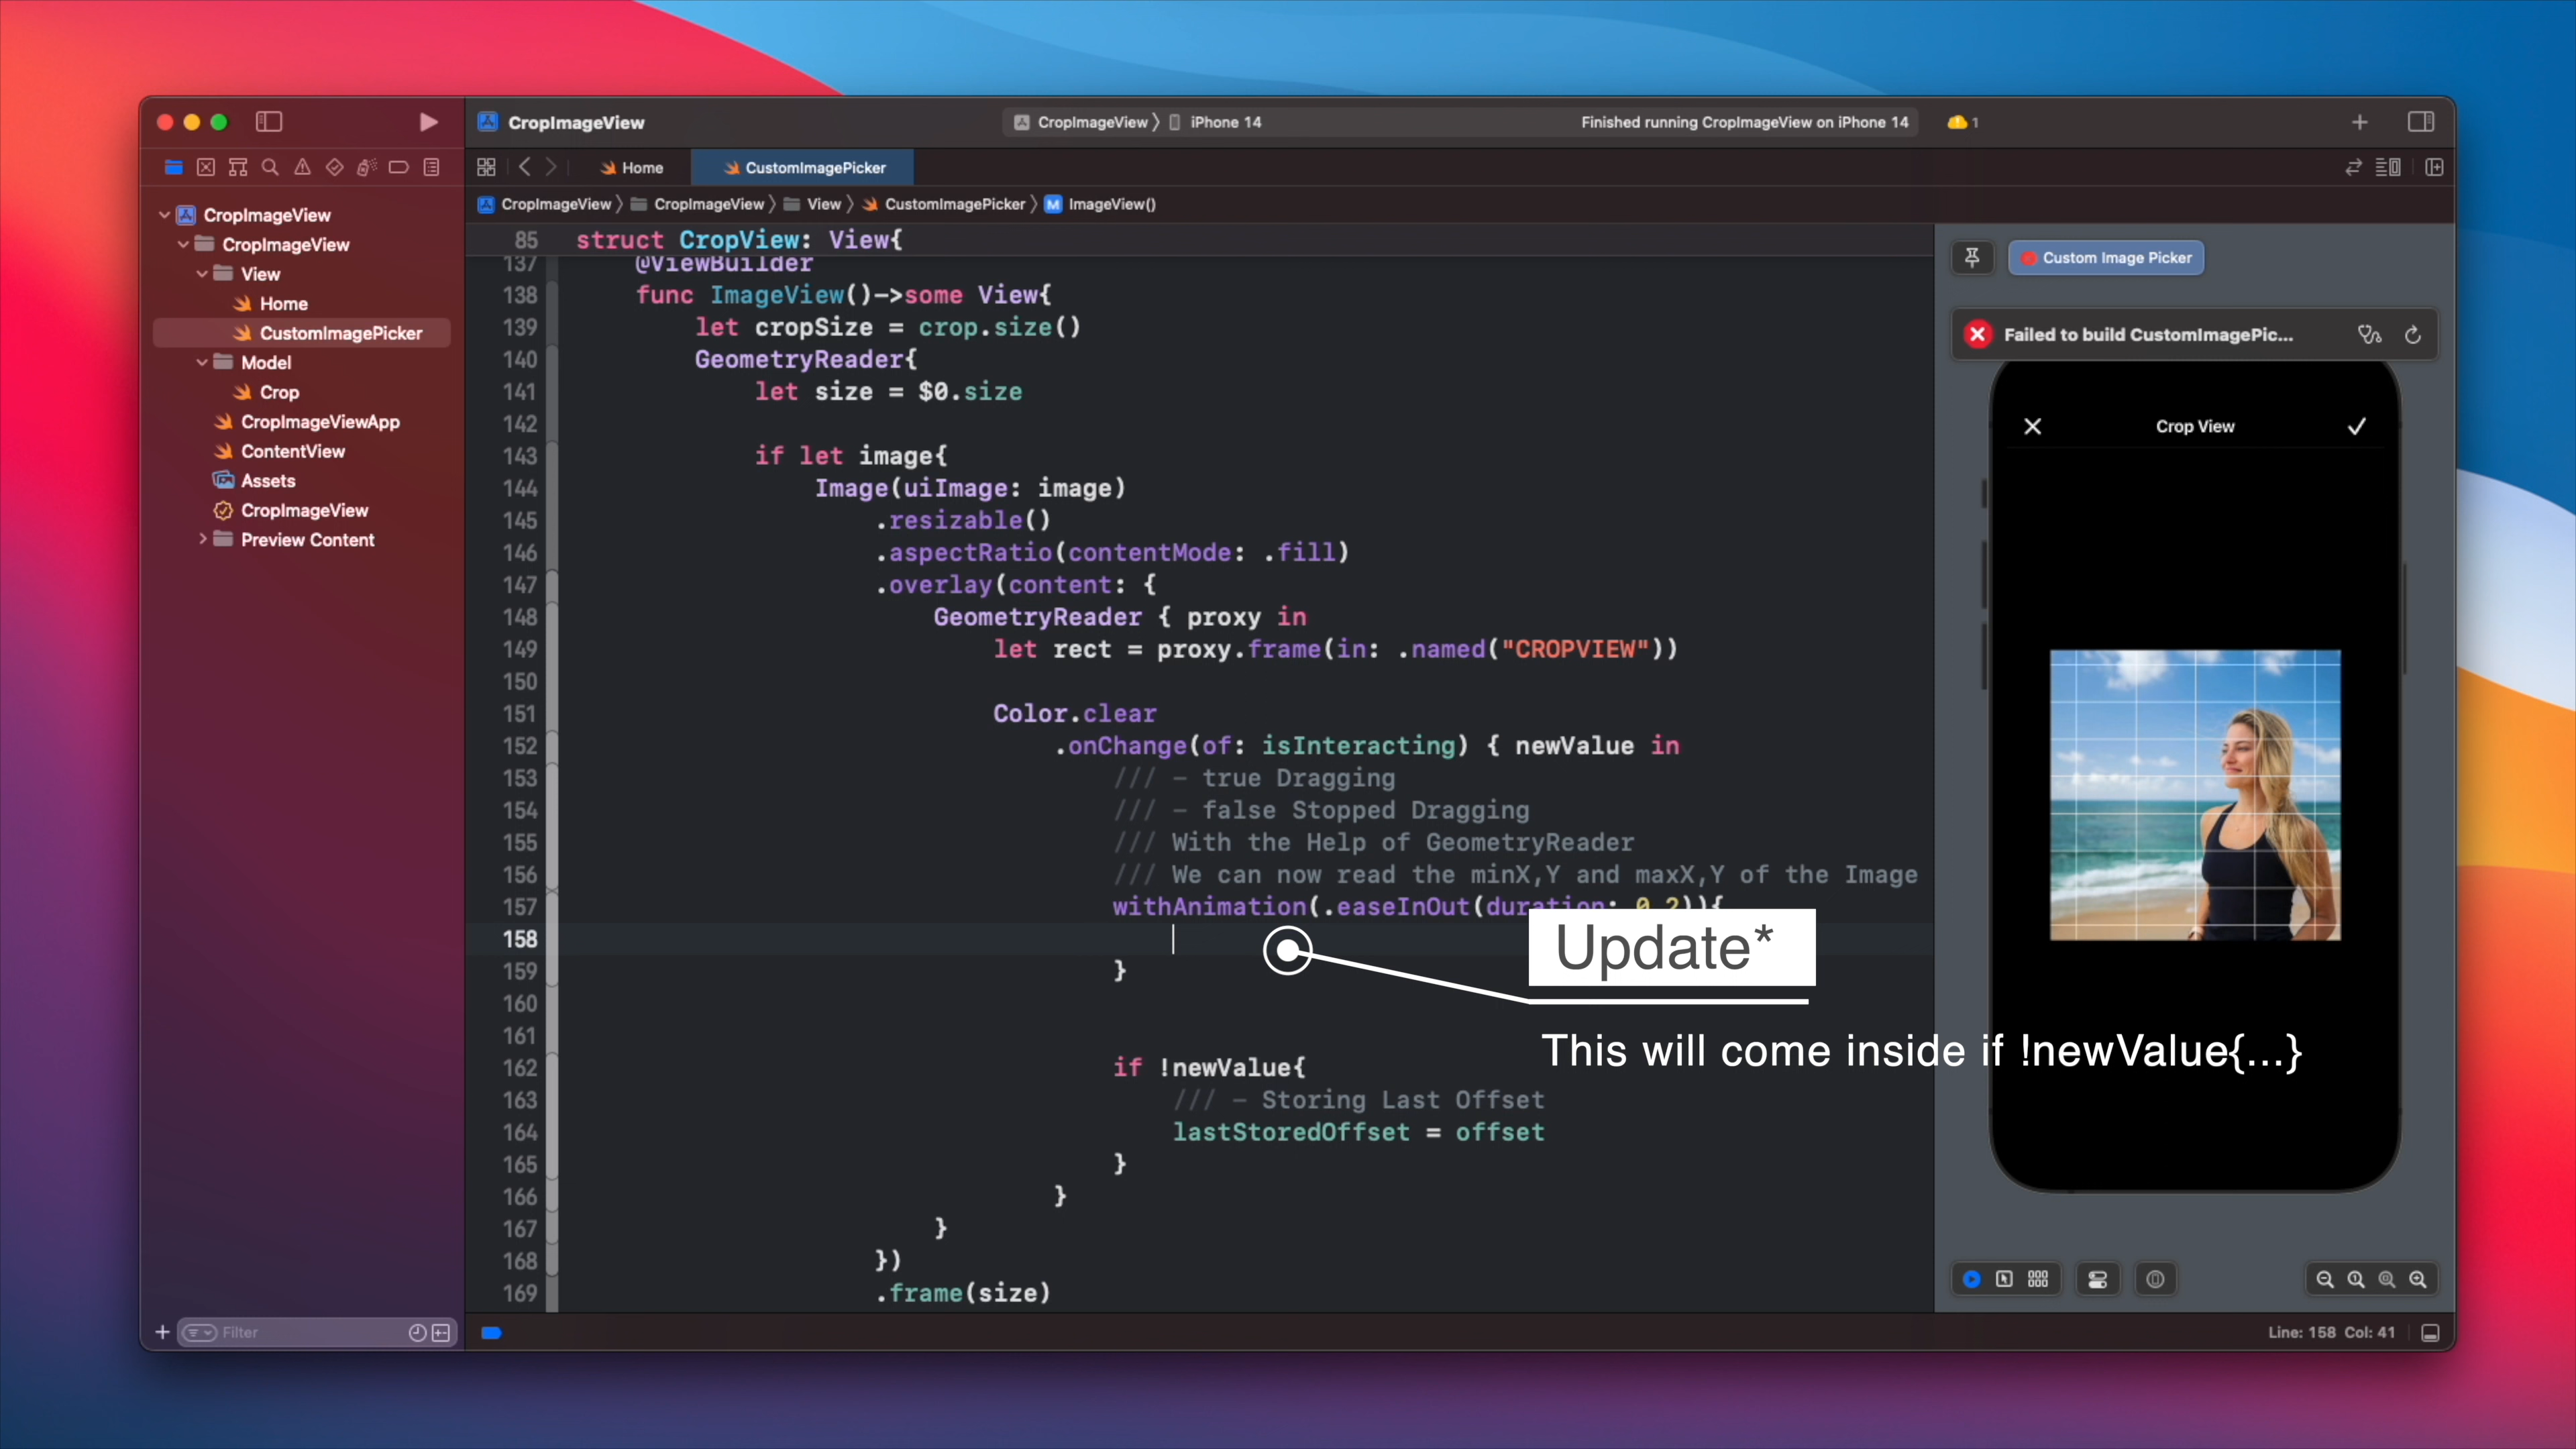 CropImageView
CropImageView 〉 iPhone 14
Finished running CropImageView on iPhone 14
1
Home
CustomImagePicker
CropImageView 〉 CropImageView 〉 View 〉 CustomImagePicker 〉 M ImageView()
CropImageView
CropImageView
View
Home
CustomImagePicker
Model
Crop
CropImageViewApp
ContentView
Assets
CropImageView
Preview Content
Filter
85 struct CropView: View{
137 @ViewBuilder
138 func ImageView()->some View{
139 let cropSize = crop.size()
140 GeometryReader{
141 let size = $0.size
142
143 if let image{
144 Image(uiImage: image)
145 .resizable()
146 .aspectRatio(contentMode: .fill)
147 .overlay(content: {
148 GeometryReader { proxy in
149 let rect = proxy.frame(in: .named("CROPVIEW"))
150
151 Color.clear
152 .onChange(of: isInteracting) { newValue in
153 /// - true Dragging
154 /// - false Stopped Dragging
155 /// With the Help of GeometryReader
156 /// We can now read the minX,Y and maxX,Y of the Image
157 withAnimation(.easeInOut(duration: 0.2)){
158
159 }
160
161
162 if !newValue{
163 /// - Storing Last Offset
164 lastStoredOffset = offset
165 }
166 }
167 }
168 })
169 .frame(size)
Update*
This will come inside if !newValue{...}
Custom Image Picker
Failed to build CustomImagePic...
Crop View
Line: 158 Col: 41